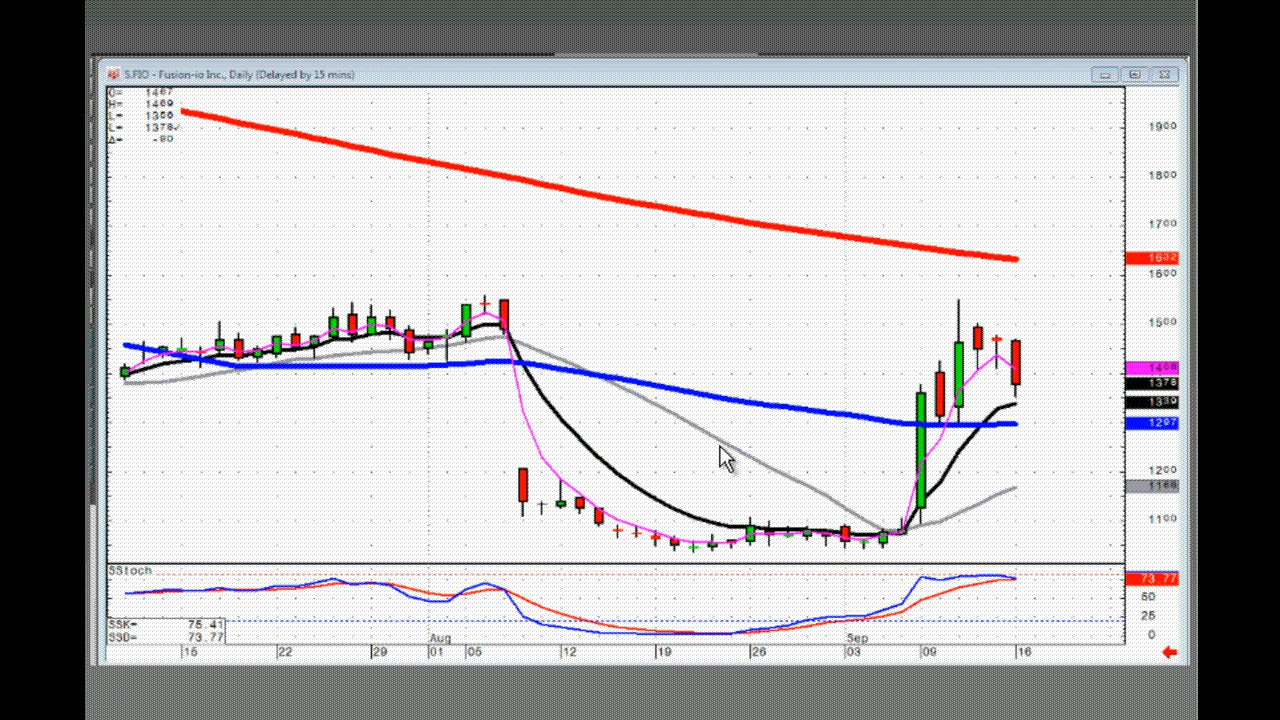 S.FIO - Fusion-io Inc., Daily (Delayed by 15 mins)
O= 1467
H= 1469
L= 1350
L= 1378✓
Δ= -90
1900
1800
1700
1632
1600
1500
1408
1378
1339
1297
1200
1168
1100
SStoch
73.77
50
25
0
SSK= 75.41
SSD= 73.77
Aug
Sep
16
22
29
01
05
12
19
26
03
09
16